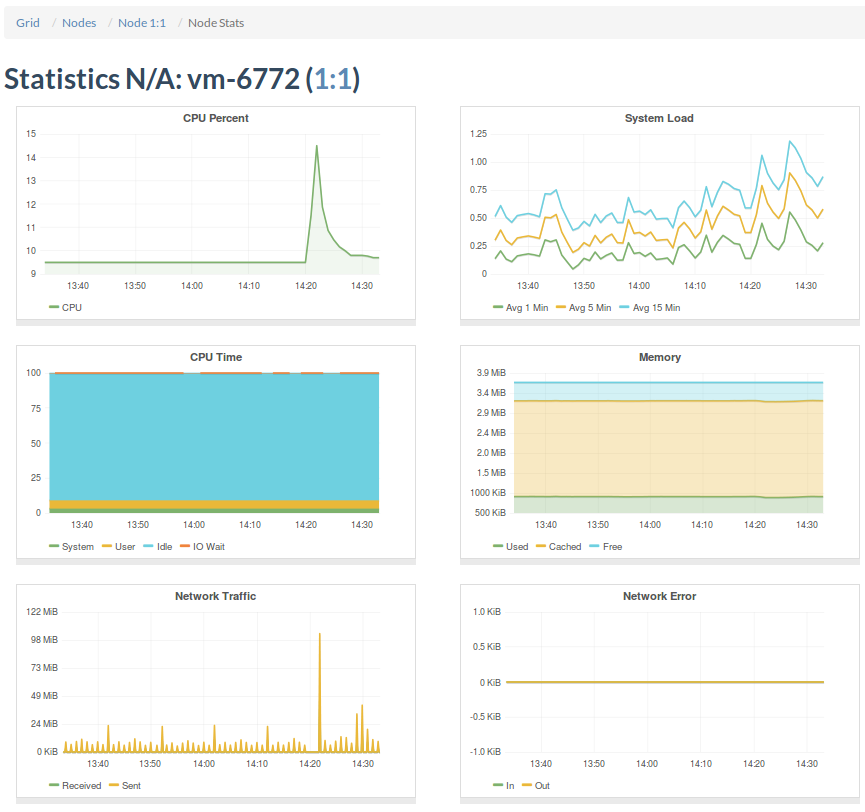 Grid / Nodes / Node 1:1 / Node Stats
Statistics N/A: vm-6772 (1:1)
CPU Percent
15
14
13
12
11
10
9
13:40 13:50 14:00 14:10 14:20 14:30
CPU
System Load
1.25
1.00
0.75
0.50
0.25
0
13:40 13:50 14:00 14:10 14:20 14:30
Avg 1 Min Avg 5 Min Avg 15 Min
CPU Time
100
75
50
25
0
13:40 13:50 14:00 14:10 14:20 14:30
System User Idle IO Wait
Memory
3.9 MiB
3.4 MiB
2.9 MiB
2.4 MiB
2.0 MiB
1.5 MiB
1000 KiB
500 KiB
13:40 13:50 14:00 14:10 14:20 14:30
Used Cached Free
Network Traffic
122 MiB
98 MiB
73 MiB
49 MiB
24 MiB
0 KiB
13:40 13:50 14:00 14:10 14:20 14:30
Received Sent
Network Error
1.0 KiB
0.5 KiB
0 KiB
-0.5 KiB
-1.0 KiB
13:40 13:50 14:00 14:10 14:20 14:30
In Out